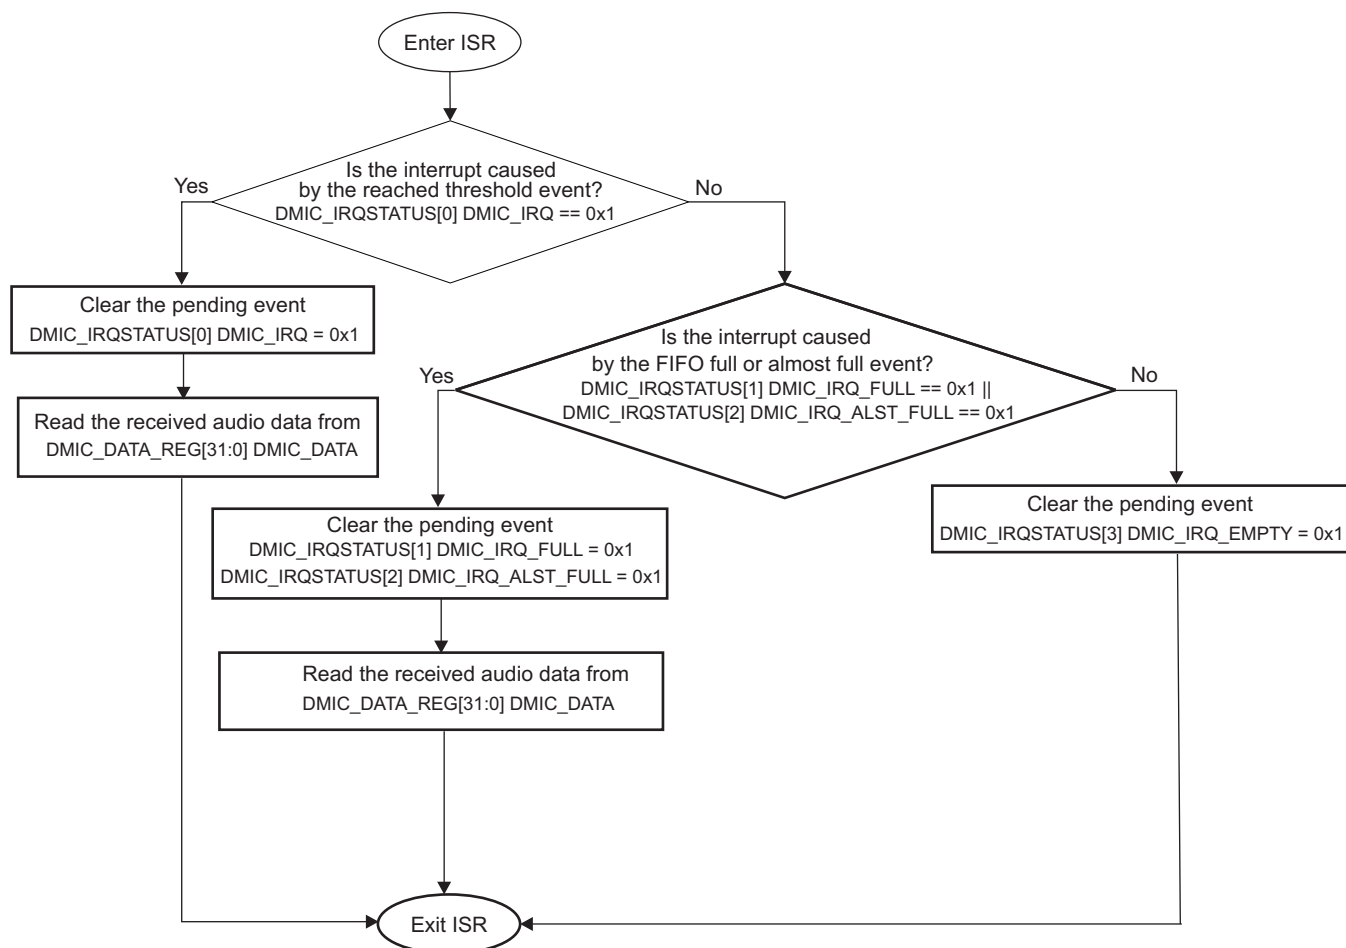 Enter ISR
Is the interrupt caused
by the reached threshold event?
DMIC_IRQSTATUS[0] DMIC_IRQ == 0x1
Yes
No
Clear the pending event
DMIC_IRQSTATUS[0] DMIC_IRQ = 0x1
Read the received audio data from
DMIC_DATA_REG[31:0] DMIC_DATA
Is the interrupt caused
by the FIFO full or almost full event?
DMIC_IRQSTATUS[1] DMIC_IRQ_FULL == 0x1 ||
DMIC_IRQSTATUS[2] DMIC_IRQ_ALST_FULL == 0x1
Yes
No
Clear the pending event
DMIC_IRQSTATUS[1] DMIC_IRQ_FULL = 0x1
DMIC_IRQSTATUS[2] DMIC_IRQ_ALST_FULL = 0x1
Read the received audio data from
DMIC_DATA_REG[31:0] DMIC_DATA
Clear the pending event
DMIC_IRQSTATUS[3] DMIC_IRQ_EMPTY = 0x1
Exit ISR